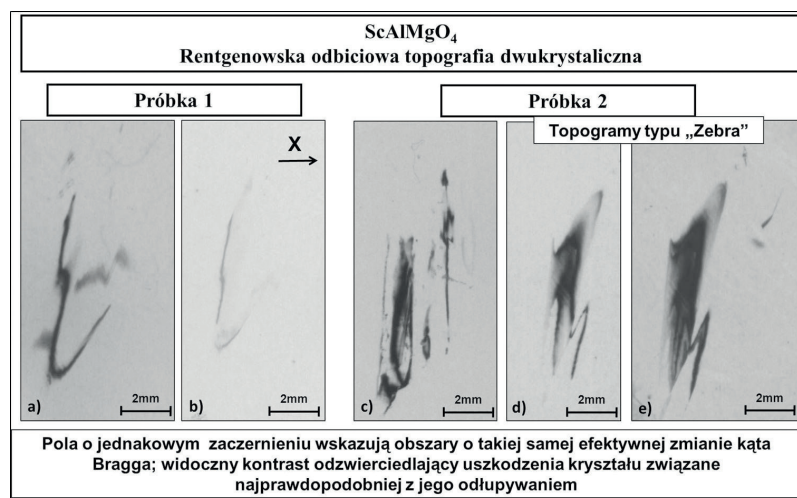 ScAlMgO₄
Rentgenowska odbiciowa topografia dwukrystaliczna
Próbka 1
Próbka 2
Topogramy typu „Zebra”
X
a)
2mm
b)
2mm
c)
2mm
d)
2mm
e)
2mm
Pola o jednakowym zaczernieniu wskazują obszary o takiej samej efektywnej zmianie kąta
Bragga; widoczny kontrast odzwierciedlający uszkodzenia kryształu związane
najprawdopodobniej z jego odłupywaniem